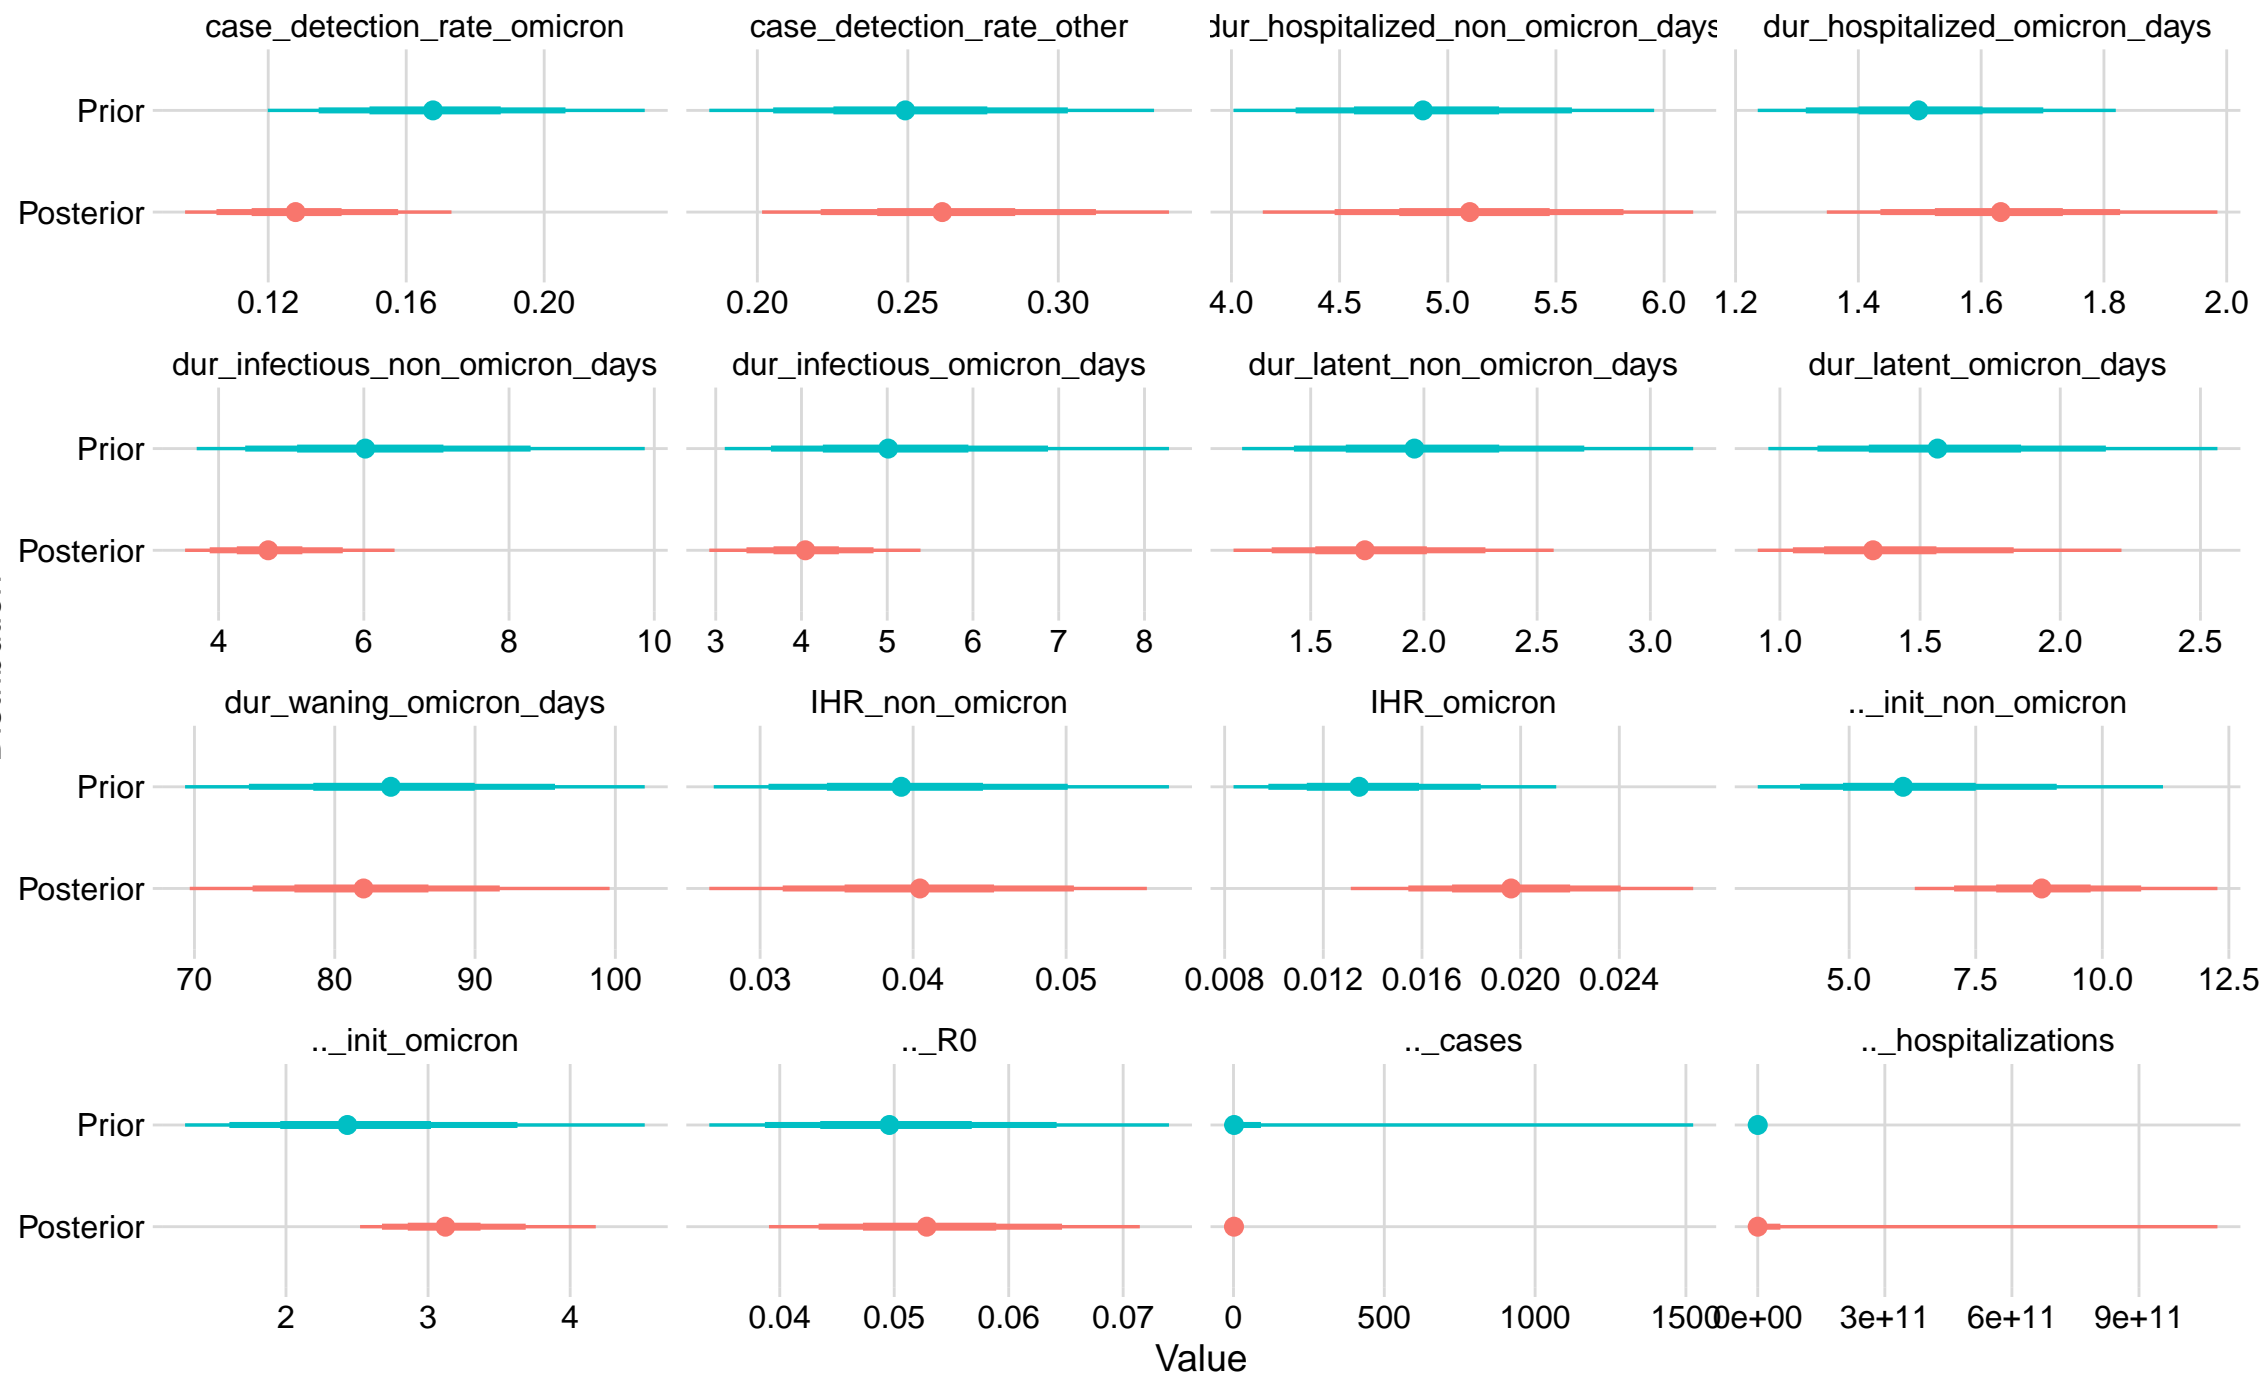 case_detection_rate_omicron case_detection_rate_other dur_hospitalized_non_omicron_days dur_hospitalized_omicron_days
Prior
Posterior
0.12 0.16 0.20 0.20 0.25 0.30 4.0 4.5 5.0 5.5 6.0 1.2 1.4 1.6 1.8 2.0
dur_infectious_non_omicron_days dur_infectious_omicron_days dur_latent_non_omicron_days dur_latent_omicron_days
Prior
Posterior
4 6 8 10 3 4 5 6 7 8 1.5 2.0 2.5 3.0 1.0 1.5 2.0 2.5
dur_waning_omicron_days IHR_non_omicron IHR_omicron .._init_non_omicron
Prior
Posterior
70 80 90 100 0.03 0.04 0.05 0.008 0.012 0.016 0.020 0.024 5.0 7.5 10.0 12.5
.._init_omicron .._R0 .._cases .._hospitalizations
Prior
Posterior
2 3 4 0.04 0.05 0.06 0.07 0 500 1000 1500 0e+00 3e+11 6e+11 9e+11
Value